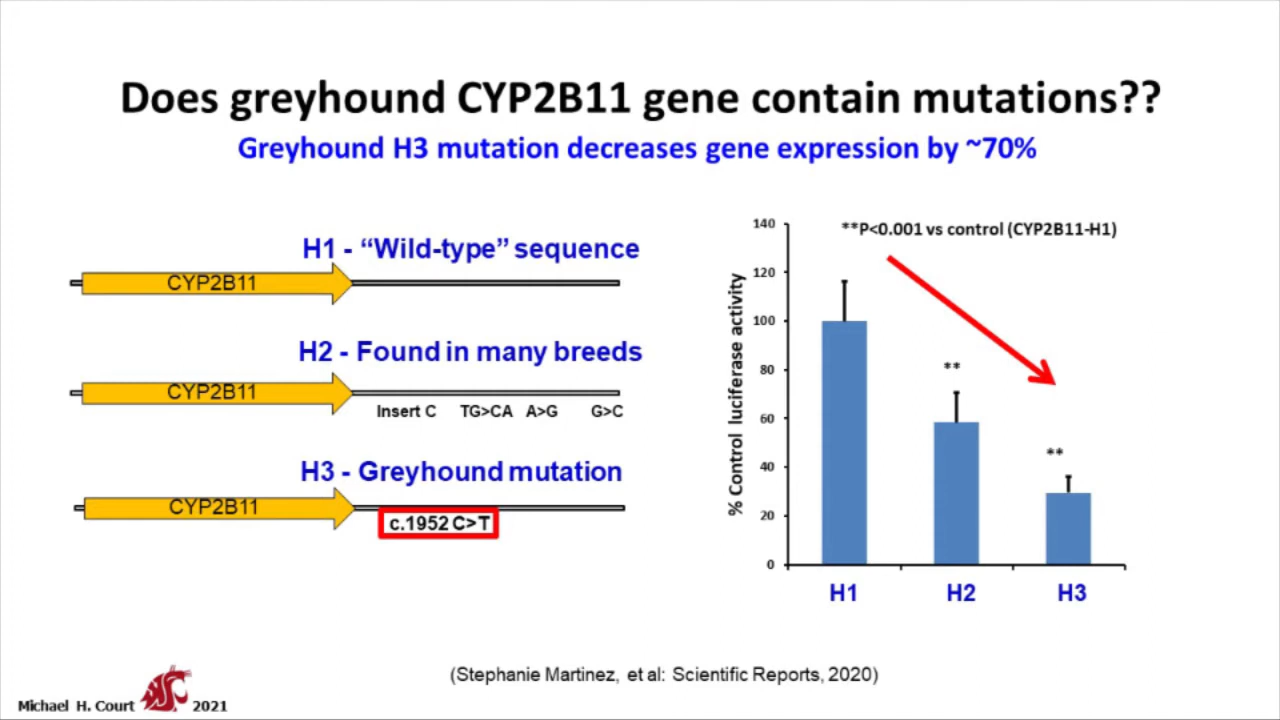 Does greyhound CYP2B11 gene contain mutations??
Greyhound H3 mutation decreases gene expression by ~70%
H1 - “Wild-type” sequence
CYP2B11
H2 - Found in many breeds
CYP2B11
Insert C TG>CA A>G G>C
H3 - Greyhound mutation
CYP2B11
c.1952 C>T
**P<0.001 vs control (CYP2B11-H1)
% Control luciferase activity
140
120
100
80
60
40
20
0
**
**
H1 H2 H3
(Stephanie Martinez, et al: Scientific Reports, 2020)
Michael H. Court 2021